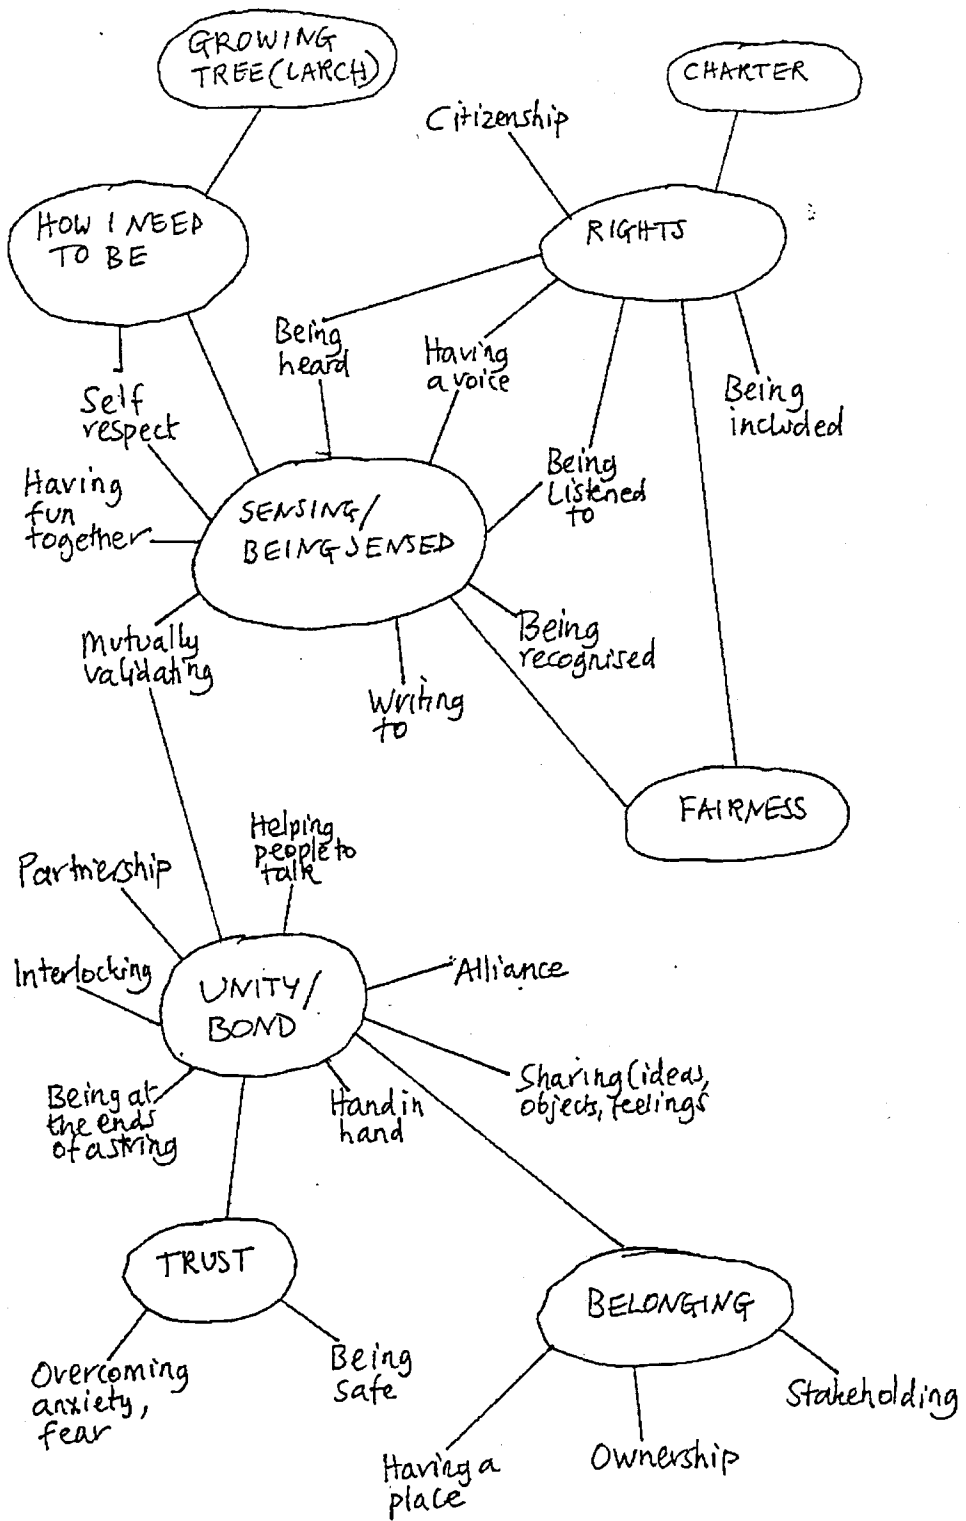 GROWING
TREE (LARCH)
CHARTER
Citizenship
HOW I NEED
TO BE
RIGHTS
Being
heard
Having
a voice
Self
respect
Being
included
Having
fun
together
SENSING/
BEING SENSED
Being
Listened
to
Mutually
validating
Being
recognised
Writing
to
FAIRNESS
Helping
people to
talk
Partnership
Interlocking
UNITY/
BOND
Alliance
Being at
the ends
of a string
Hand in
hand
Sharing (ideas,
objects, feelings
TRUST
BELONGING
Overcoming
anxiety,
fear
Being
safe
Stakeholding
Having a
place
Ownership